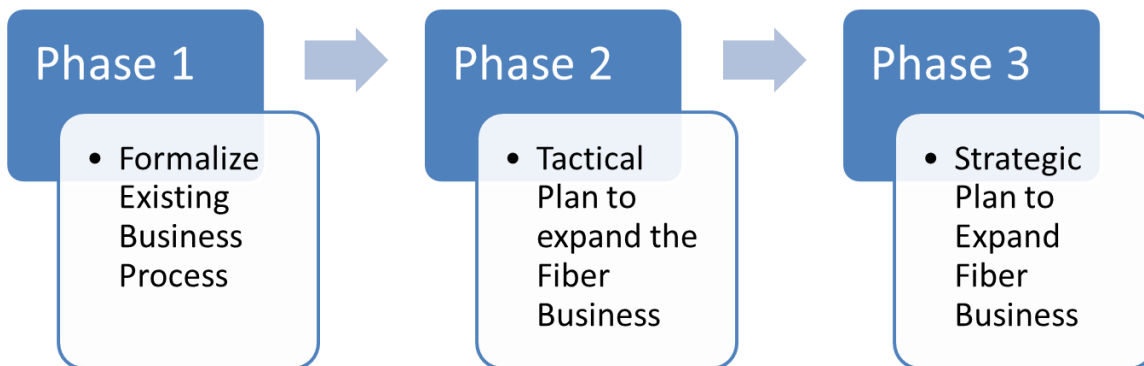 Phase 1
• Formalize
Existing
Business
Process
Phase 2
• Tactical
Plan to
expand the
Fiber
Business
Phase 3
• Strategic
Plan to
Expand
Fiber
Business